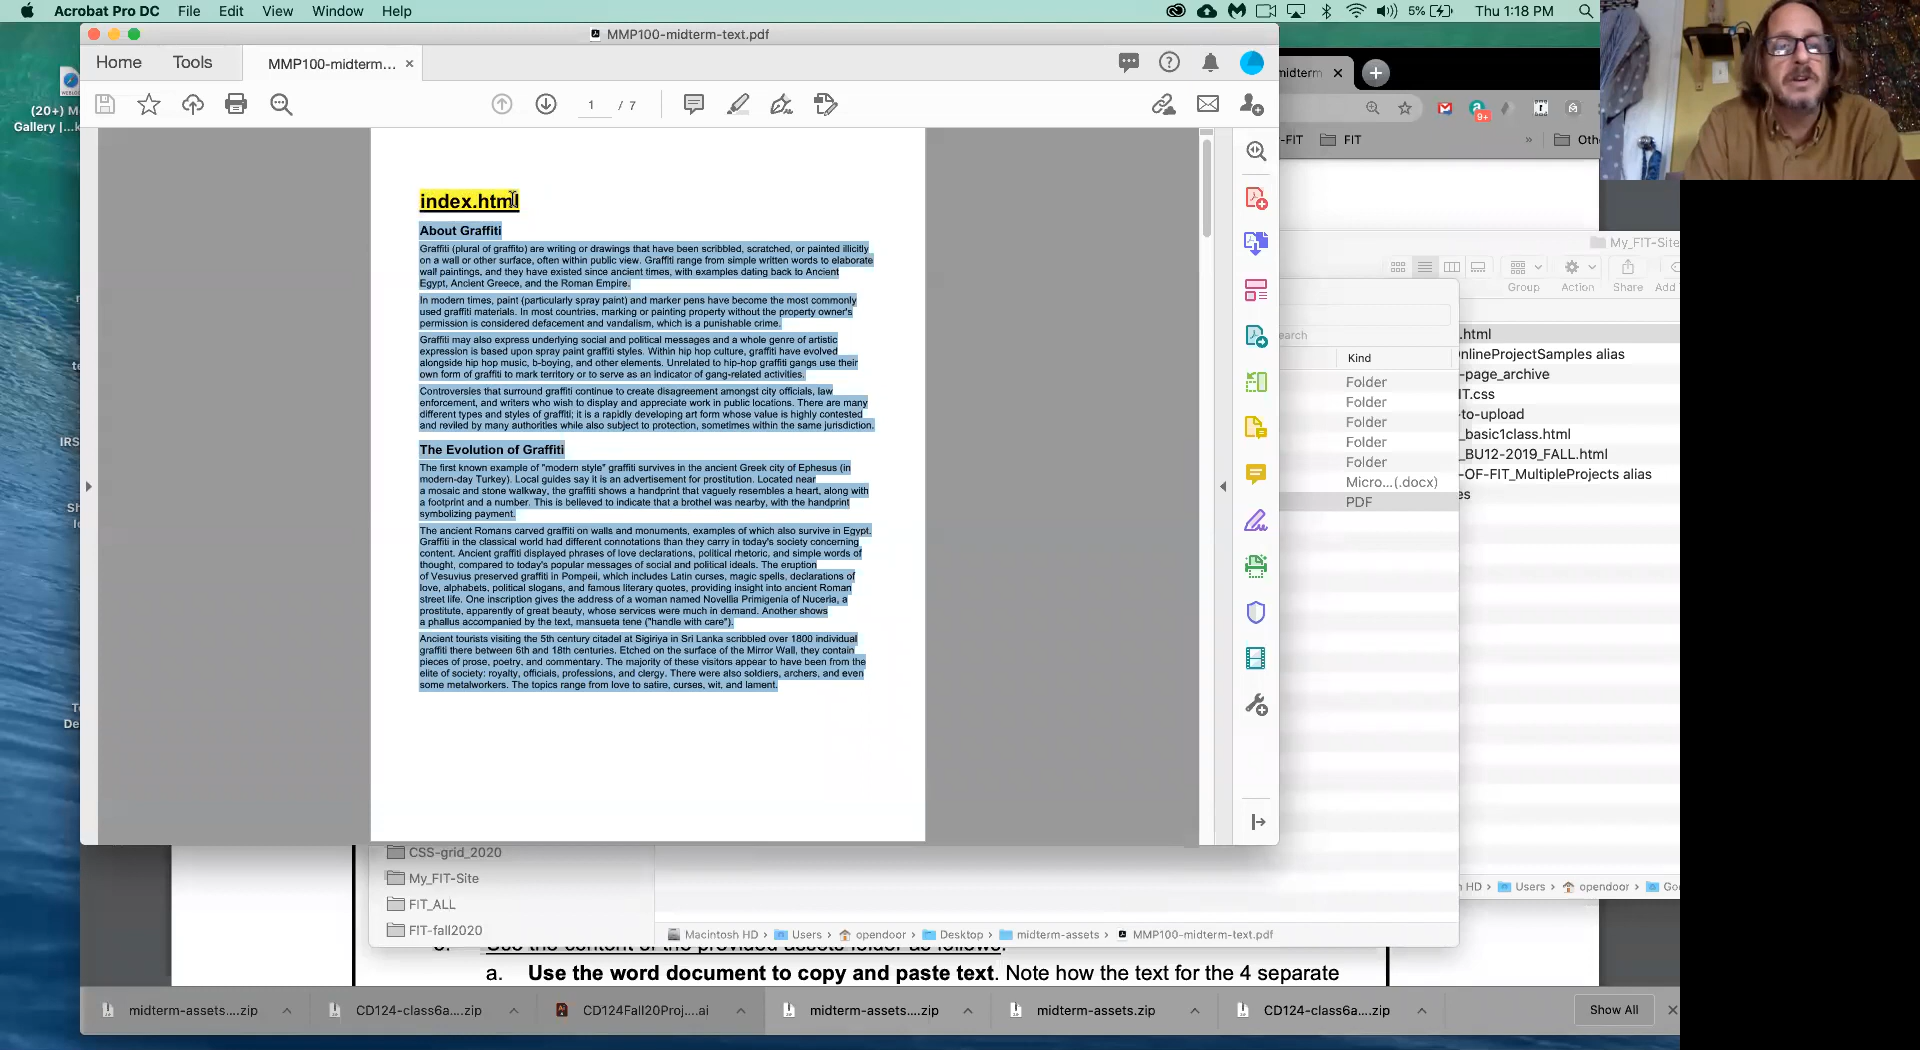 Acrobat Pro DC File Edit View Window Help
5% Thu 1:18 PM
MMP100-midterm-text.pdf
Home Tools MMP100-midterm... ×
1 / 7
index.html
About Graffiti
Graffiti (plural of graffito) are writing or drawings that have been scribbled, scratched, or painted illicitly
on a wall or other surface, often within public view. Graffiti range from simple written words to elaborate
wall paintings, and they have existed since ancient times, with examples dating back to Ancient
Egypt, Ancient Greece, and the Roman Empire.
In modern times, paint (particularly spray paint) and marker pens have become the most commonly
used graffiti materials. In most countries, marking or painting property without the property owner's
permission is considered defacement and vandalism, which is a punishable crime.
Graffiti may also express underlying social and political messages and a whole genre of artistic
expression is based upon spray paint graffiti styles. Within hip hop culture, graffiti have evolved
alongside hip hop music, b-boying, and other elements. Unrelated to hip-hop graffiti gangs use their
own form of graffiti to mark territory or to serve as an indicator of gang-related activities.
Controversies that surround graffiti continue to create disagreement amongst city officials, law
enforcement, and writers who wish to display and appreciate work in public locations. There are many
different types and styles of graffiti; it is a rapidly developing art form whose value is highly contested
and reviled by many authorities while also subject to protection, sometimes within the same jurisdiction.
The Evolution of Graffiti
The first known example of "modern style" graffiti survives in the ancient Greek city of Ephesus (in
modern-day Turkey). Local guides say it is an advertisement for prostitution. Located near
a mosaic and stone walkway, the graffiti shows a handprint that vaguely resembles a heart, along with
a footprint and a number. This is believed to indicate that a brothel was nearby, with the handprint
symbolizing payment.
The ancient Romans carved graffiti on walls and monuments, examples of which also survive in Egypt.
Graffiti in the classical world had different connotations than they carry in today's society concerning
content. Ancient graffiti displayed phrases of love declarations, political rhetoric, and simple words of
thought, compared to today's popular messages of social and political ideals. The eruption
of Vesuvius preserved graffiti in Pompeii, which includes Latin curses, magic spells, declarations of
love, alphabets, political slogans, and famous literary quotes, providing insight into ancient Roman
street life. One inscription gives the address of a woman named Novellia Primigenia of Nuceria, a
prostitute, apparently of great beauty, whose services were much in demand. Another shows
a phallus accompanied by the text, mansueta tene ("handle with care").
Ancient tourists visiting the 5th century citadel at Sigiriya in Sri Lanka scribbled over 1800 individual
graffiti there between 6th and 18th centuries. Etched on the surface of the Mirror Wall, they contain
pieces of prose, poetry, and commentary. The majority of these visitors appear to have been from the
elite of society: royalty, officials, professions, and clergy. There were also soldiers, archers, and even
some metalworkers. The topics range from love to satire, curses, wit, and lament.
(20+) M
Gallery |...k
IRS
De
midterm ×
9+
-FIT FIT » Oth
My_FIT-Site
Group Action Share Add
earch
Kind
Folder
Folder
Folder
Folder
Folder
Micro...(.docx)
PDF
.html
nlineProjectSamples alias
-page_archive
IT.css
-to-upload
_basic1class.html
_BU12-2019_FALL.html
-OF-FIT_MultipleProjects alias
es
HD > Users > opendoor > Go
CSS-grid_2020
My_FIT-Site
FIT_ALL
FIT-fall2020
Macintosh HD > Users > opendoor > Desktop > midterm-assets > MMP100-midterm-text.pdf
Use the content of the provided assets folder as follows:
a. Use the word document to copy and paste text. Note how the text for the 4 separate
midterm-assets....zip CD124-class6a....zip CD124Fall20Proj....ai midterm-assets....zip midterm-assets.zip CD124-class6a....zip Show All ×